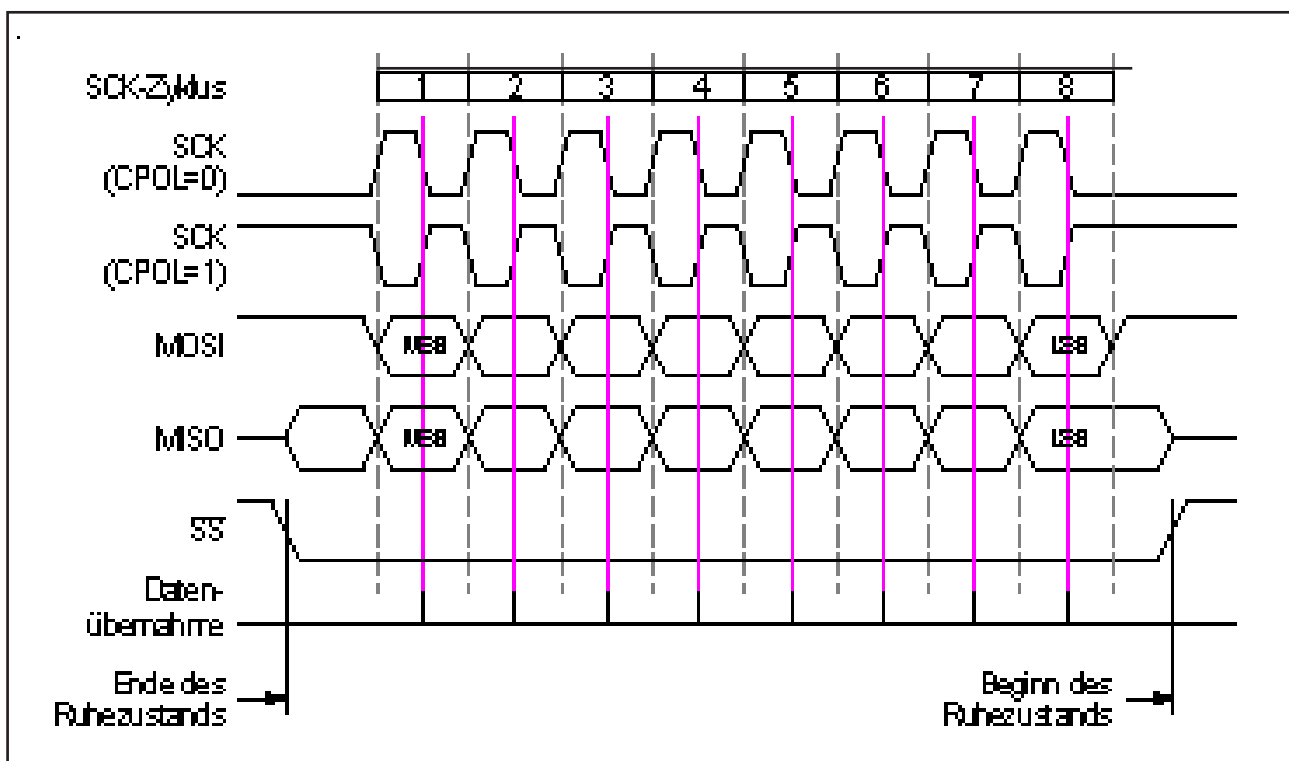 SCK-Zyklus 1 2 3 4 5 6 7 8
SCK
(CPOL=0)
SCK
(CPOL=1)
MOSI MSB LSB
MISO MSB LSB
SS
Daten-
übernahme
Ende des
Ruhezustands
Beginn des
Ruhezustands